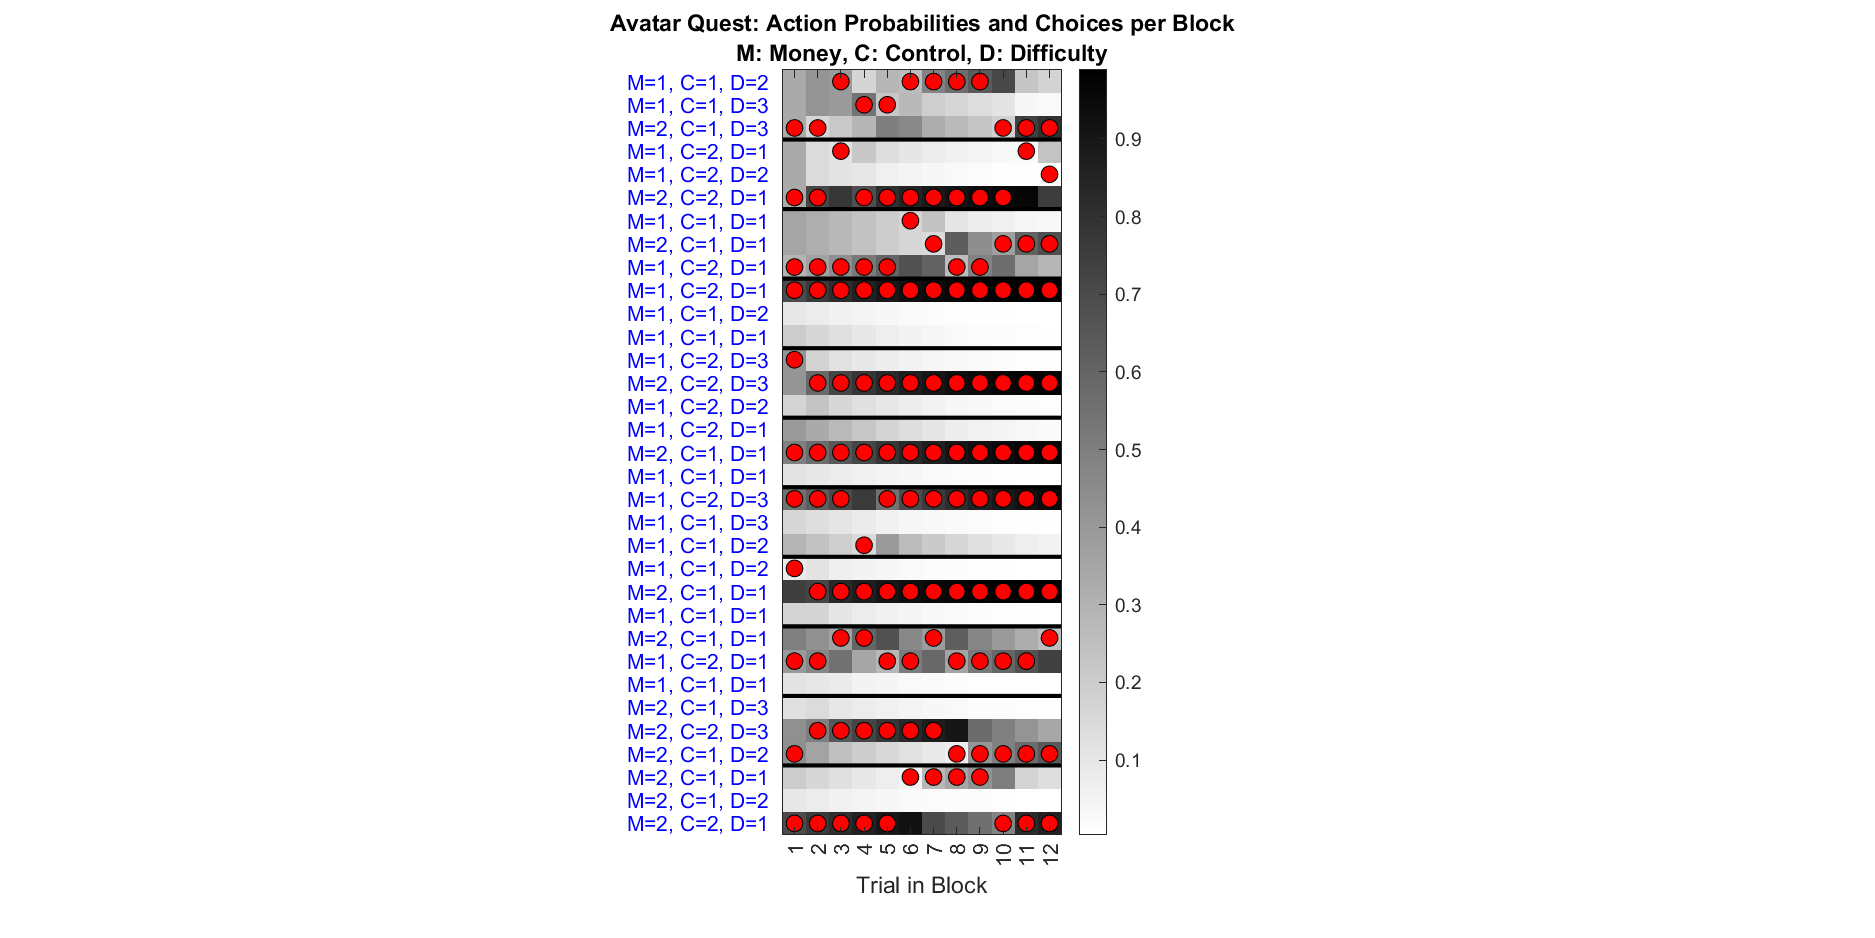 Avatar Quest: Action Probabilities and Choices per Block
M: Money, C: Control, D: Difficulty
M=1, C=1, D=2
M=1, C=1, D=3
M=2, C=1, D=3
M=1, C=2, D=1
M=1, C=2, D=2
M=2, C=2, D=1
M=1, C=1, D=1
M=2, C=1, D=1
M=1, C=2, D=1
M=1, C=2, D=1
M=1, C=1, D=2
M=1, C=1, D=1
M=1, C=2, D=3
M=2, C=2, D=3
M=1, C=2, D=2
M=1, C=2, D=1
M=2, C=1, D=1
M=1, C=1, D=1
M=1, C=2, D=3
M=1, C=1, D=3
M=1, C=1, D=2
M=1, C=1, D=2
M=2, C=1, D=1
M=1, C=1, D=1
M=2, C=1, D=1
M=1, C=2, D=1
M=1, C=1, D=1
M=2, C=1, D=3
M=2, C=2, D=3
M=2, C=1, D=2
M=2, C=1, D=1
M=2, C=1, D=2
M=2, C=2, D=1
0.9
0.8
0.7
0.6
0.5
0.4
0.3
0.2
0.1
1 2 3 4 5 6 7 8 9 10 11 12
Trial in Block